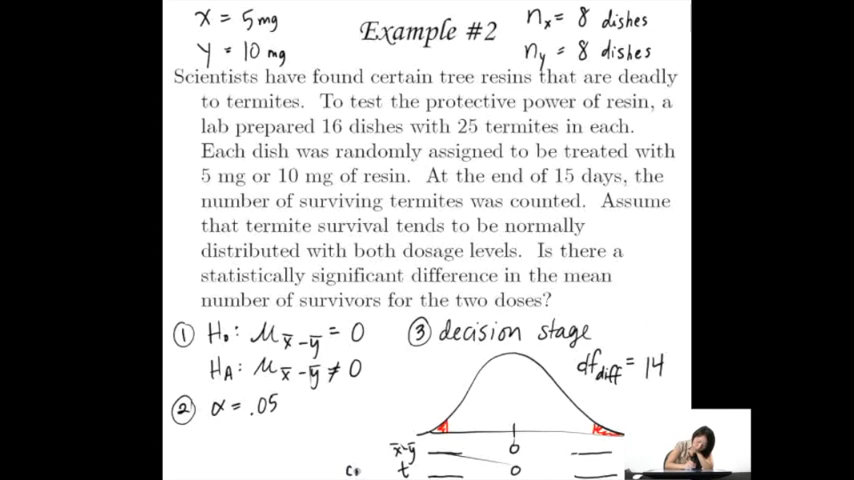 x = 5 mg
Example #2
nx = 8 dishes
y = 10 mg
ny = 8 dishes
Scientists have found certain tree resins that are deadly
to termites. To test the protective power of resin, a
lab prepared 16 dishes with 25 termites in each.
Each dish was randomly assigned to be treated with
5 mg or 10 mg of resin. At the end of 15 days, the
number of surviving termites was counted. Assume
that termite survival tends to be normally
distributed with both dosage levels. Is there a
statistically significant difference in the mean
number of survivors for the two doses?
① H₀: μx̄-ȳ = 0
HA: μx̄-ȳ ≠ 0
② α = .05
③ decision stage
dfdiff = 14
x̄-ȳ 0
t 0